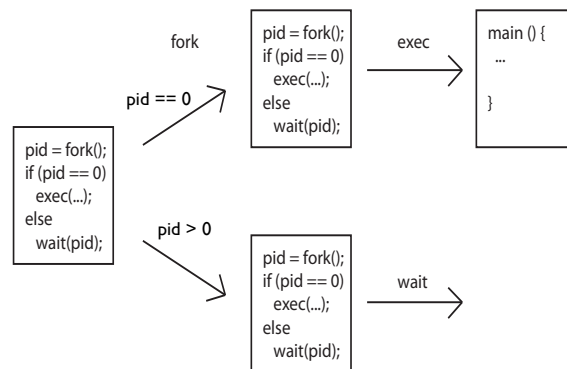 fork
pid = fork();
if (pid == 0)
exec(...);
else
wait(pid);
exec
main () {
...
}
pid == 0
pid = fork();
if (pid == 0)
exec(...);
else
wait(pid);
pid > 0
pid = fork();
if (pid == 0)
exec(...);
else
wait(pid);
wait